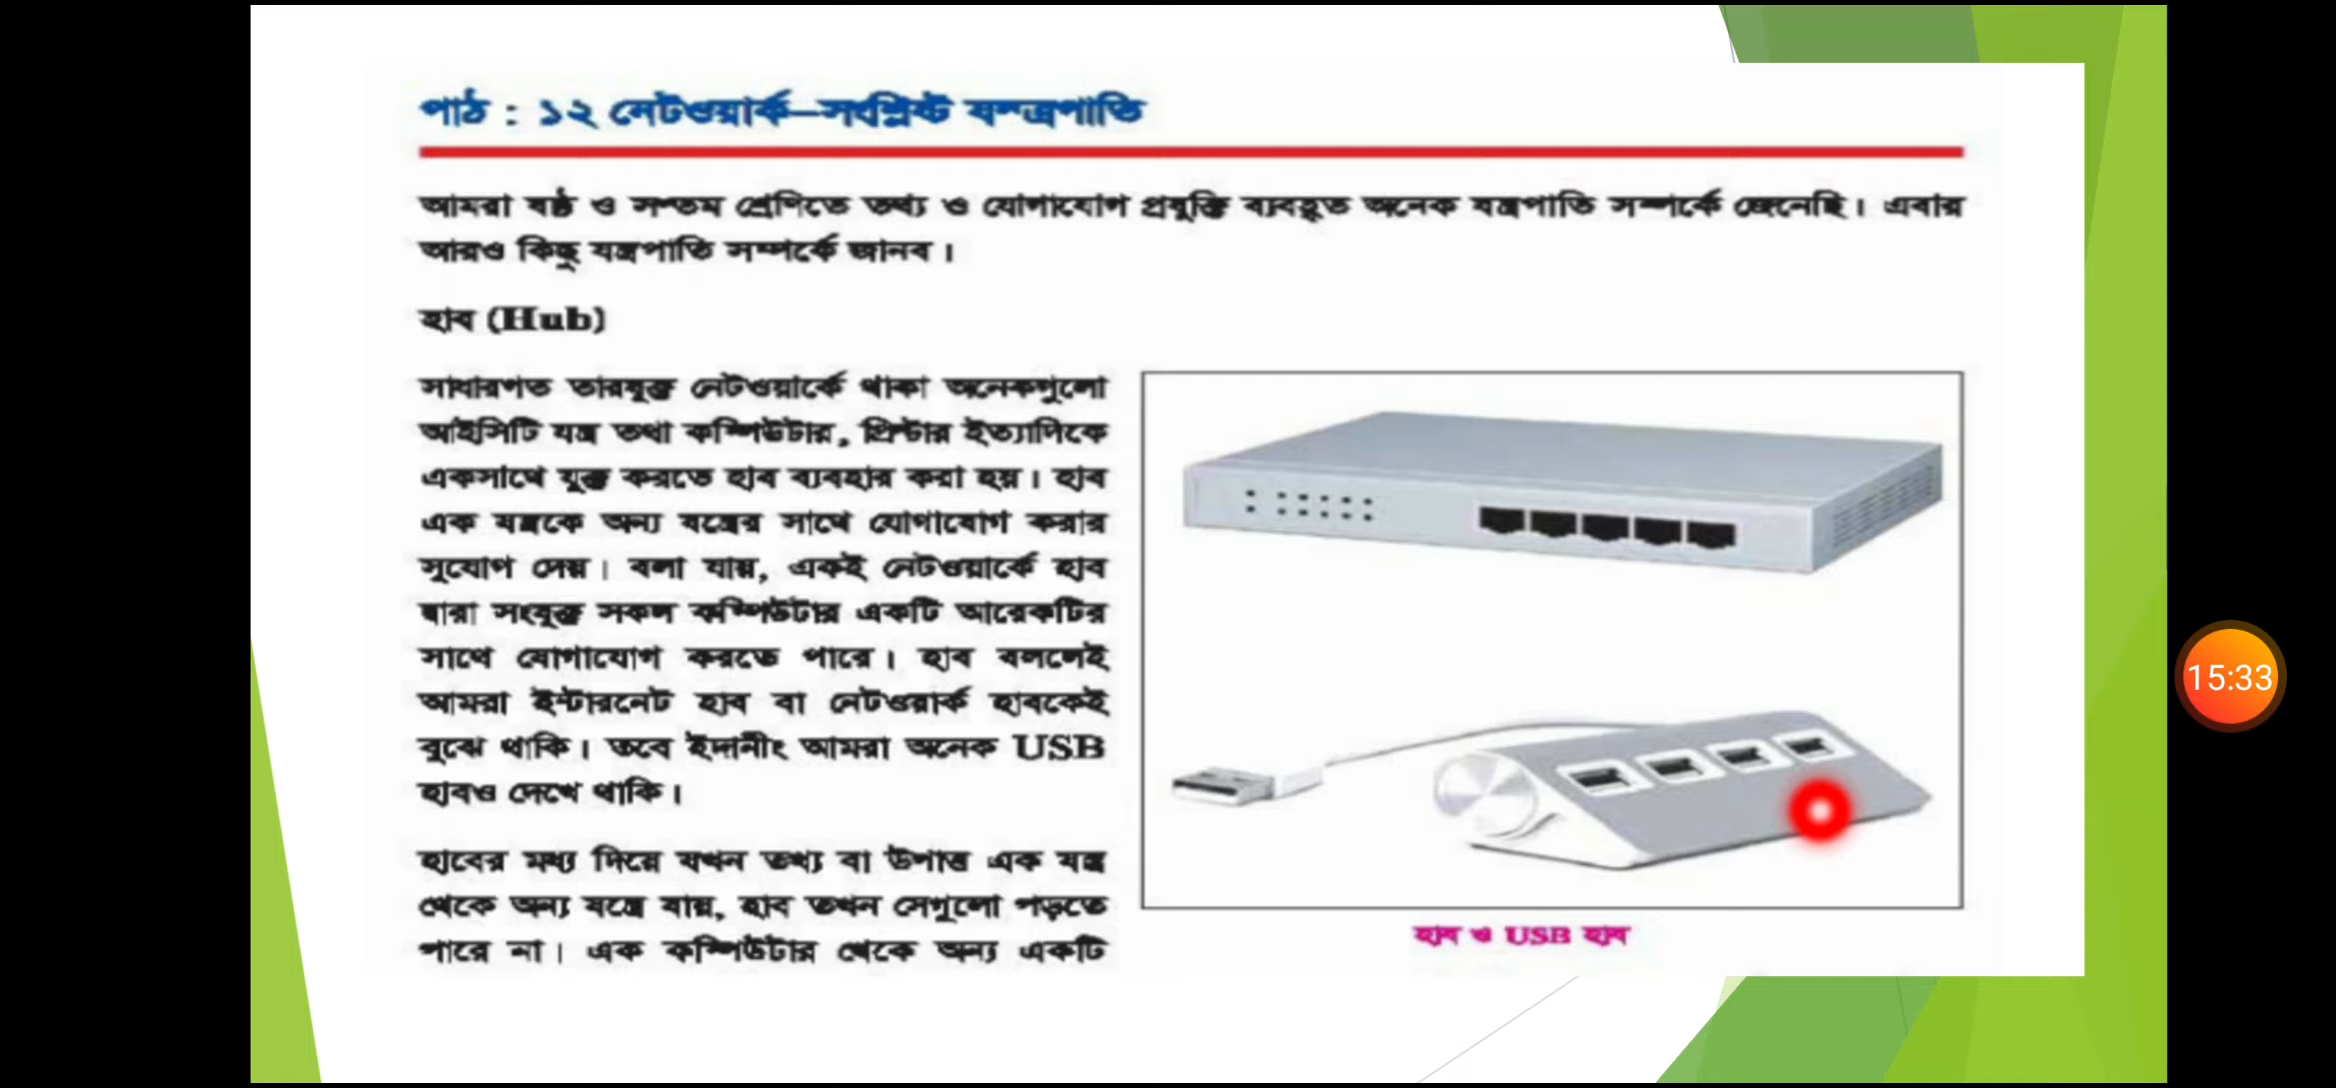 পাঠ : ১২ নেটওয়ার্ক–সংশ্লিষ্ট যন্ত্রপাতি
আমরা ষষ্ঠ ও সপ্তম শ্রেণিতে তথ্য ও যোগাযোগ প্রযুক্তি ব্যবহৃত অনেক যন্ত্রপাতি সম্পর্কে জেনেছি। এবার
আরও কিছু যন্ত্রপাতি সম্পর্কে জানব।
হাব (Hub)
সাধারণত তারযুক্ত নেটওয়ার্কে থাকা অনেকগুলো
আইসিটি যন্ত্র তথা কম্পিউটার, প্রিন্টার ইত্যাদিকে
একসাথে যুক্ত করতে হাব ব্যবহার করা হয়। হাব
এক যন্ত্রকে অন্য যন্ত্রের সাথে যোগাযোগ করার
সুযোগ দেয়। বলা যায়, একই নেটওয়ার্কে হাব
দ্বারা সংযুক্ত সকল কম্পিউটার একটি আরেকটির
সাথে যোগাযোগ করতে পারে। হাব বললেই
আমরা ইন্টারনেট হাব বা নেটওয়ার্ক হাবকেই
বুঝে থাকি। তবে ইদানীং আমরা অনেক USB
হাবও দেখে থাকি।
হাবের মধ্য দিয়ে যখন তথ্য বা উপাত্ত এক যন্ত্র
থেকে অন্য যন্ত্রে যায়, হাব তখন সেগুলো পড়তে
পারে না। এক কম্পিউটার থেকে অন্য একটি
হাব ও USB হাব
15:33